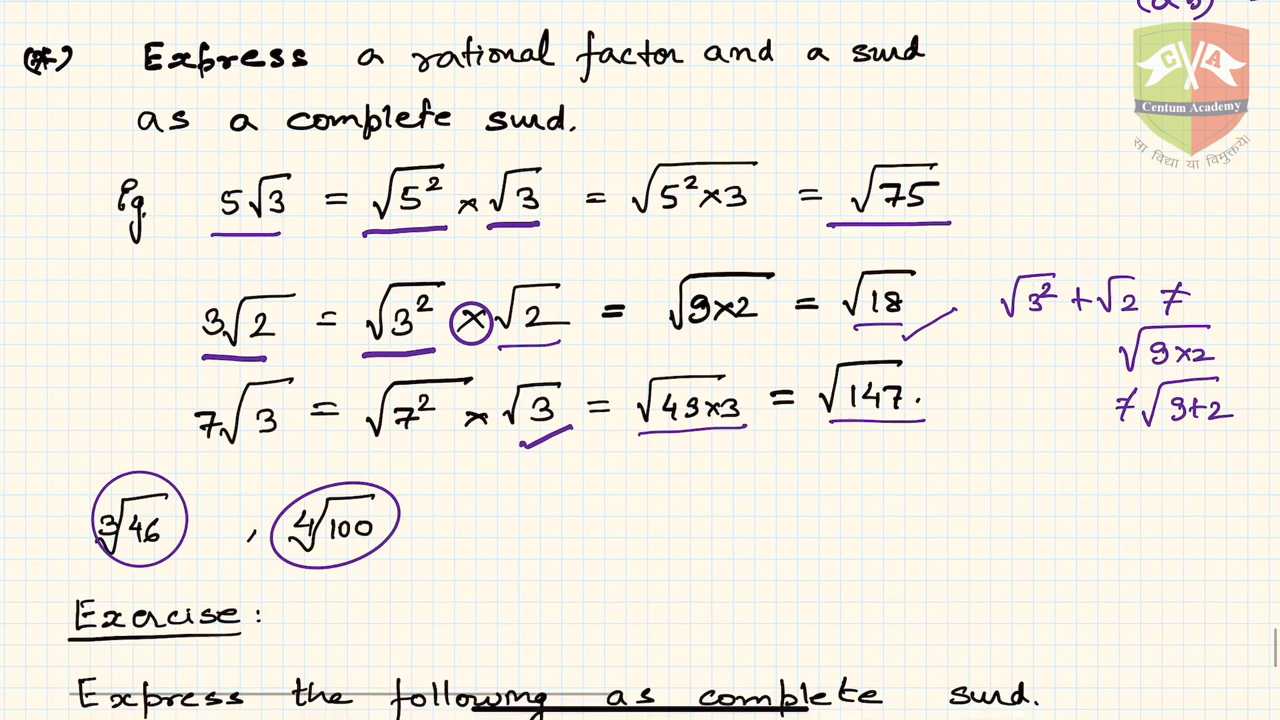 (ab)
(*) Express a rational factor and a surd
as a complete surd.
Eg. 5√3 = √5² × √3 = √5²×3 = √75
3√2 = √3² × √2 = √9×2 = √18 √3² + √2 ≠
√9×2
7√3 = √7² × √3 = √49×3 = √147. ≠ √9+2
∛46 , ∜100
Exercise:
Express the following as complete surd.
C A
Centum Academy
सा विद्या या विमुक्तये।